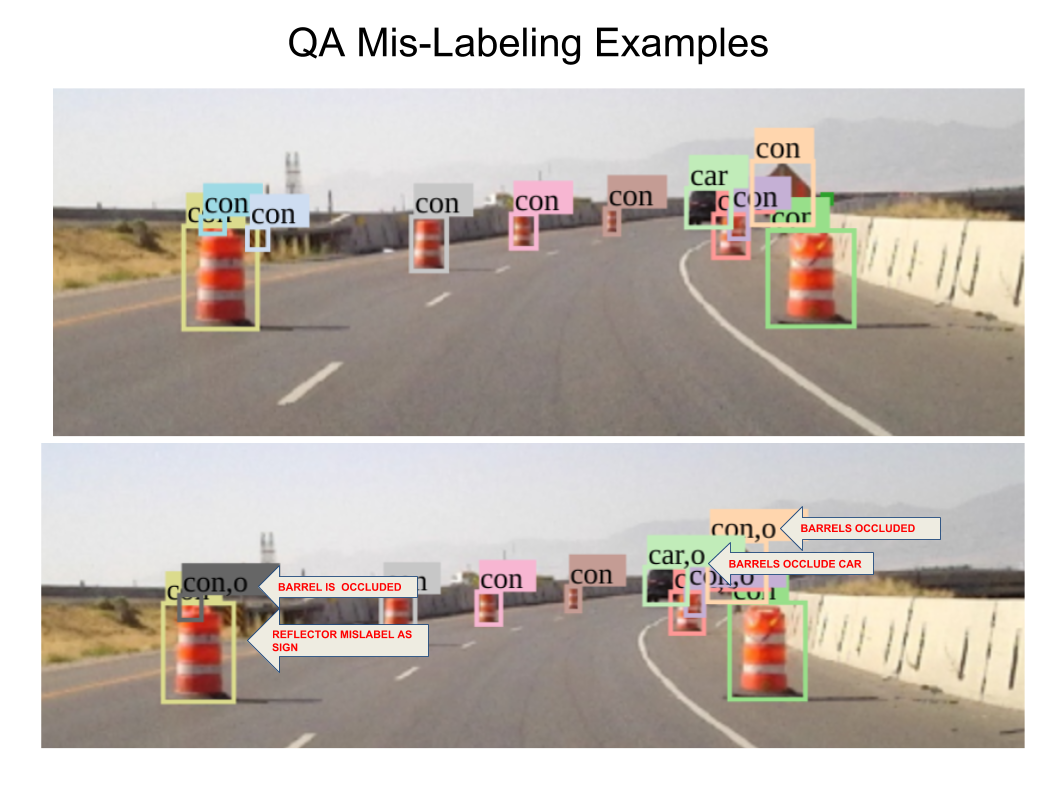 QA Mis-Labeling Examples
con
car
con
con
con
con
con
con
cor
con,o
BARRELS OCCLUDED
car,o
BARRELS OCCLUDE CAR
con,o
BARREL IS OCCLUDED
con
con
con
REFLECTOR MISLABEL AS
SIGN